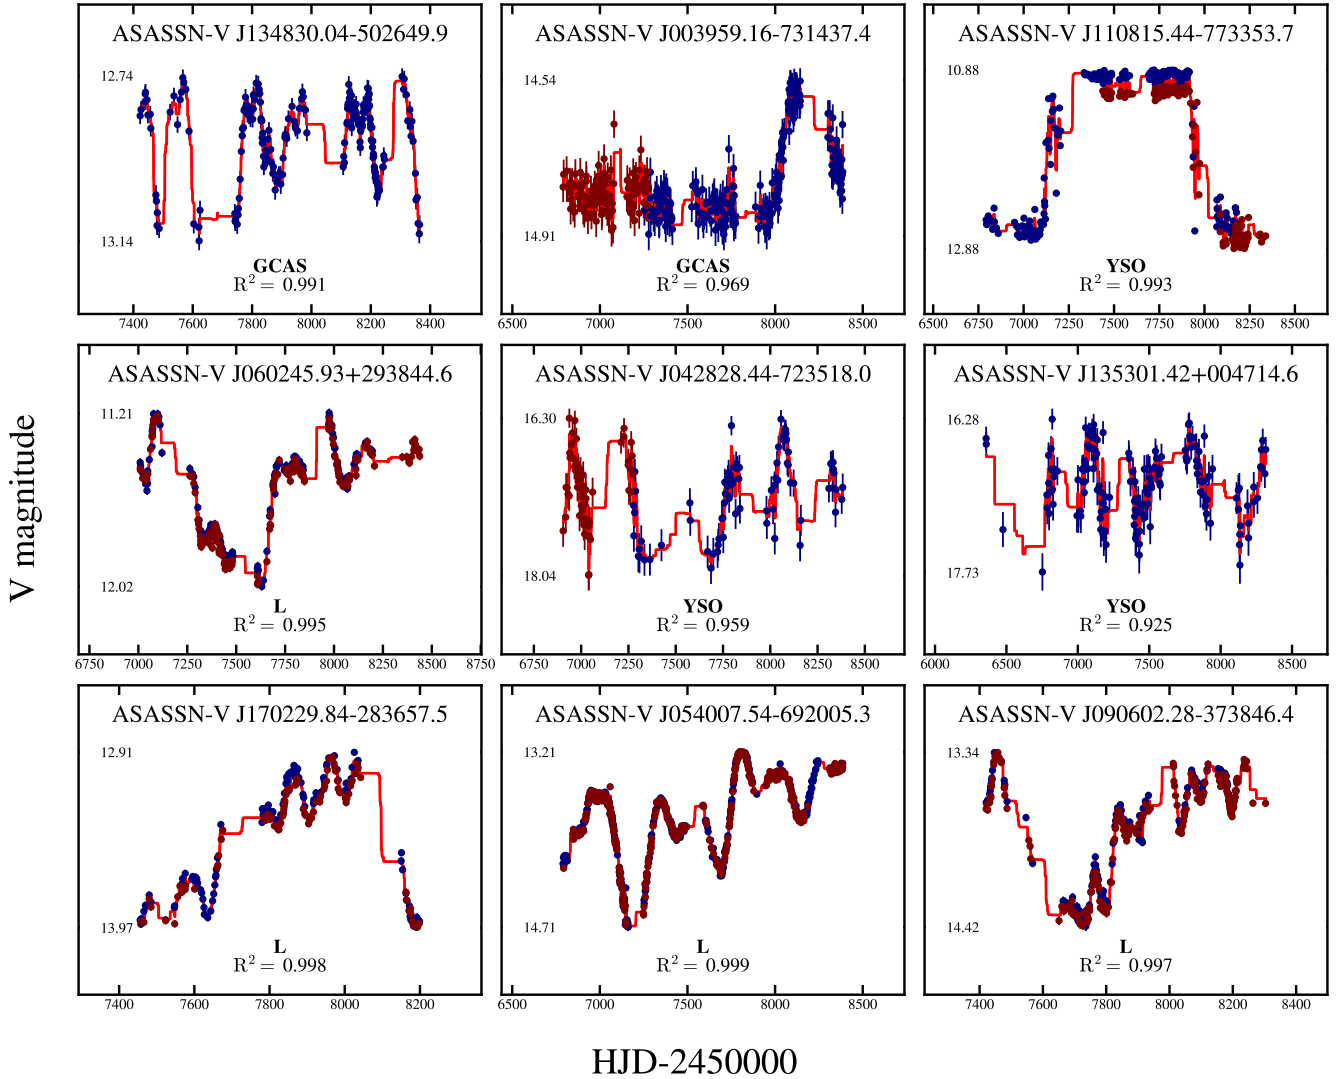 ASASSN-V J134830.04-502649.9
12.74
13.14
GCAS
R² = 0.991
7400 7600 7800 8000 8200 8400
ASASSN-V J003959.16-731437.4
14.54
14.91
GCAS
R² = 0.969
6500 7000 7500 8000 8500
ASASSN-V J110815.44-773353.7
10.88
12.88
YSO
R² = 0.993
6500 6750 7000 7250 7500 7750 8000 8250 8500
V magnitude
ASASSN-V J060245.93+293844.6
11.21
12.02
L
R² = 0.995
6750 7000 7250 7500 7750 8000 8250 8500 8750
ASASSN-V J042828.44-723518.0
16.30
18.04
YSO
R² = 0.959
6750 7000 7250 7500 7750 8000 8250 8500
ASASSN-V J135301.42+004714.6
16.28
17.73
YSO
R² = 0.925
6000 6500 7000 7500 8000 8500
ASASSN-V J170229.84-283657.5
12.91
13.97
L
R² = 0.998
7400 7600 7800 8000 8200
ASASSN-V J054007.54-692005.3
13.21
14.71
L
R² = 0.999
6500 7000 7500 8000 8500
ASASSN-V J090602.28-373846.4
13.34
14.42
L
R² = 0.997
7400 7600 7800 8000 8200 8400
HJD-2450000